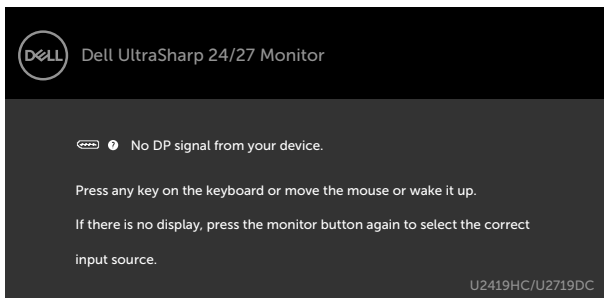 DELL Dell UltraSharp 24/27 Monitor
? No DP signal from your device.
Press any key on the keyboard or move the mouse or wake it up.
If there is no display, press the monitor button again to select the correct
input source.
U2419HC/U2719DC